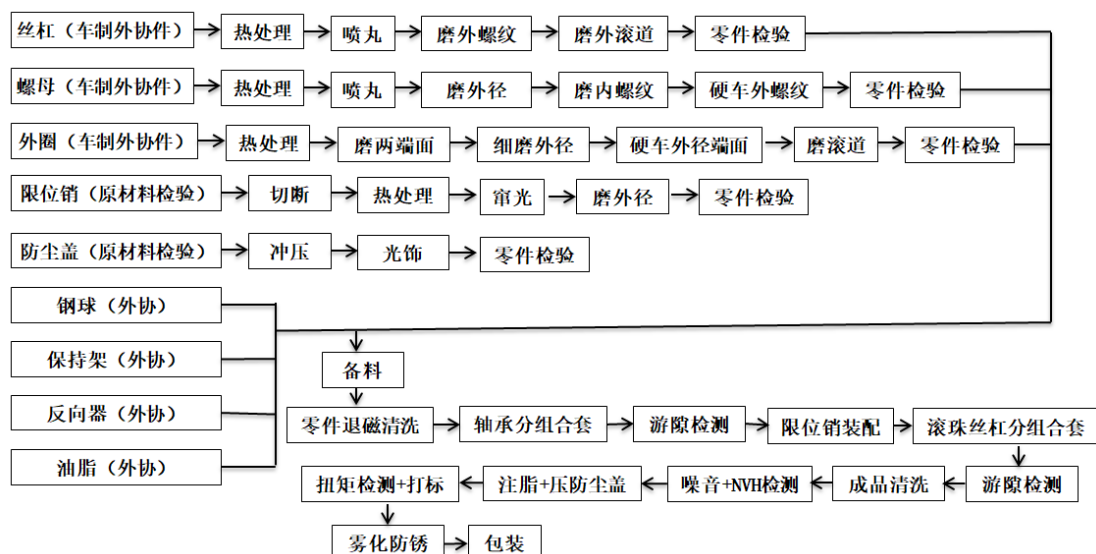 丝杠（车制外协件） 热处理 喷丸 磨外螺纹 磨外滚道 零件检验
螺母（车制外协件） 热处理 喷丸 磨外径 磨内螺纹 硬车外螺纹 零件检验
外圈（车制外协件） 热处理 磨两端面 细磨外径 硬车外径端面 磨滚道 零件检验
限位销（原材料检验） 切断 热处理 窜光 磨外径 零件检验
防尘盖（原材料检验） 冲压 光饰 零件检验
钢球（外协）
保持架（外协）
反向器（外协）
油脂（外协）
备料
零件退磁清洗 轴承分组合套 游隙检测 限位销装配 滚珠丝杠分组合套
扭矩检测+打标 注脂+压防尘盖 噪音+NVH检测 成品清洗 游隙检测
雾化防锈 包装